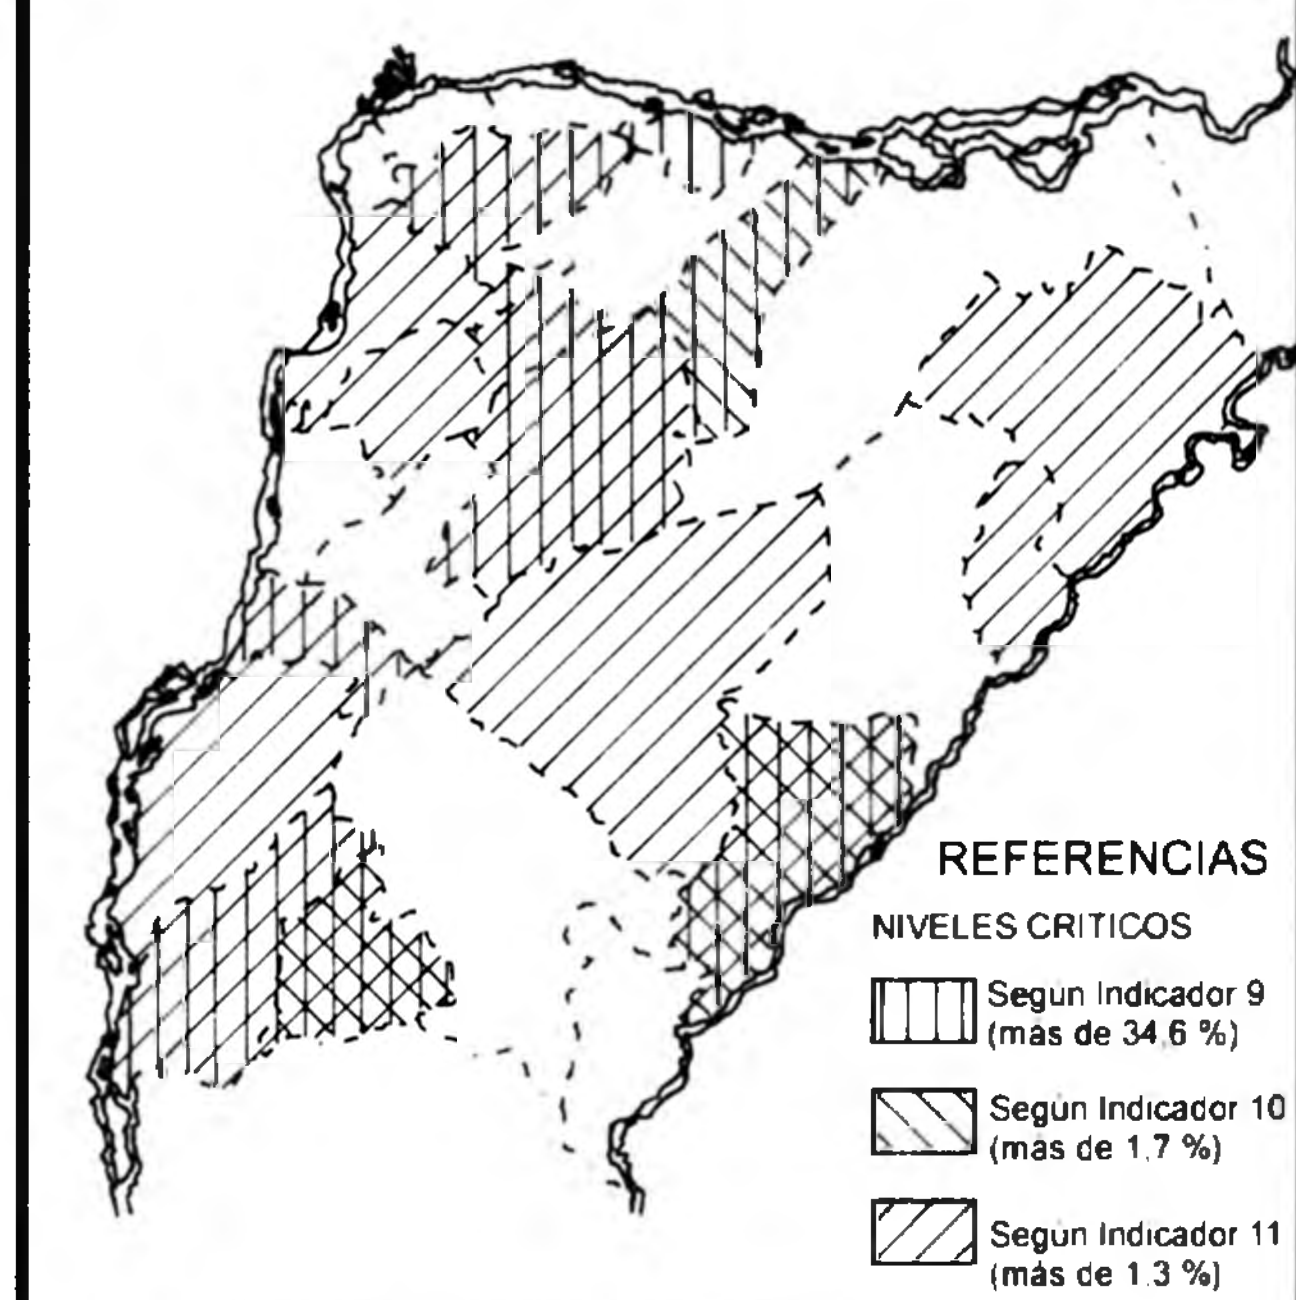 REFERENCIAS
NIVELES CRITICOS
Segun Indicador 9
(más de 34,6 %)
Segun Indicador 10
(más de 1,7 %)
Segun Indicador 11
(más de 1.3 %)